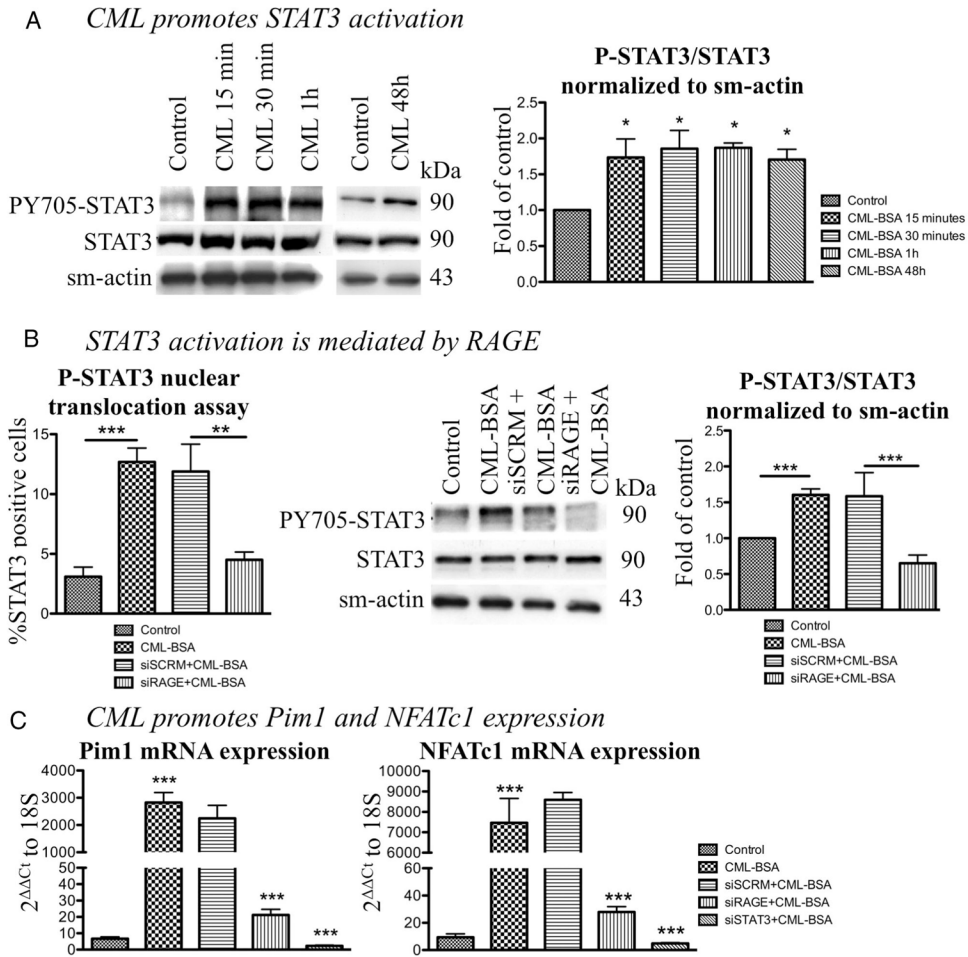 A CML promotes STAT3 activation
Control
CML 15 min
CML 30 min
CML 1h
Control
CML 48h
kDa
PY705-STAT3 90
STAT3 90
sm-actin 43
P-STAT3/STAT3
normalized to sm-actin
Fold of control
2.5
2.0
1.5
1.0
0.5
0.0
* * * *
Control
CML-BSA 15 minutes
CML-BSA 30 minutes
CML-BSA 1h
CML-BSA 48h
B STAT3 activation is mediated by RAGE
P-STAT3 nuclear
translocation assay
%STAT3 positive cells
15
10
5
0
*** **
Control
CML-BSA
siSCRM+CML-BSA
siRAGE+CML-BSA
Control
CML-BSA
siSCRM +
CML-BSA
siRAGE +
CML-BSA
kDa
PY705-STAT3 90
STAT3 90
sm-actin 43
P-STAT3/STAT3
normalized to sm-actin
Fold of control
2.5
2.0
1.5
1.0
0.5
0.0
*** ***
Control
CML-BSA
siSCRM+CML-BSA
siRAGE+CML-BSA
C CML promotes Pim1 and NFATc1 expression
Pim1 mRNA expression
2^ΔΔCt to 18S
4000
3000
2000
1000
50
40
30
20
10
0
*** *** ***
NFATc1 mRNA expression
2^ΔΔCt to 18S
10000
9000
8000
7000
6000
60
40
20
0
*** *** ***
Control
CML-BSA
siSCRM+CML-BSA
siRAGE+CML-BSA
siSTAT3+CML-BSA